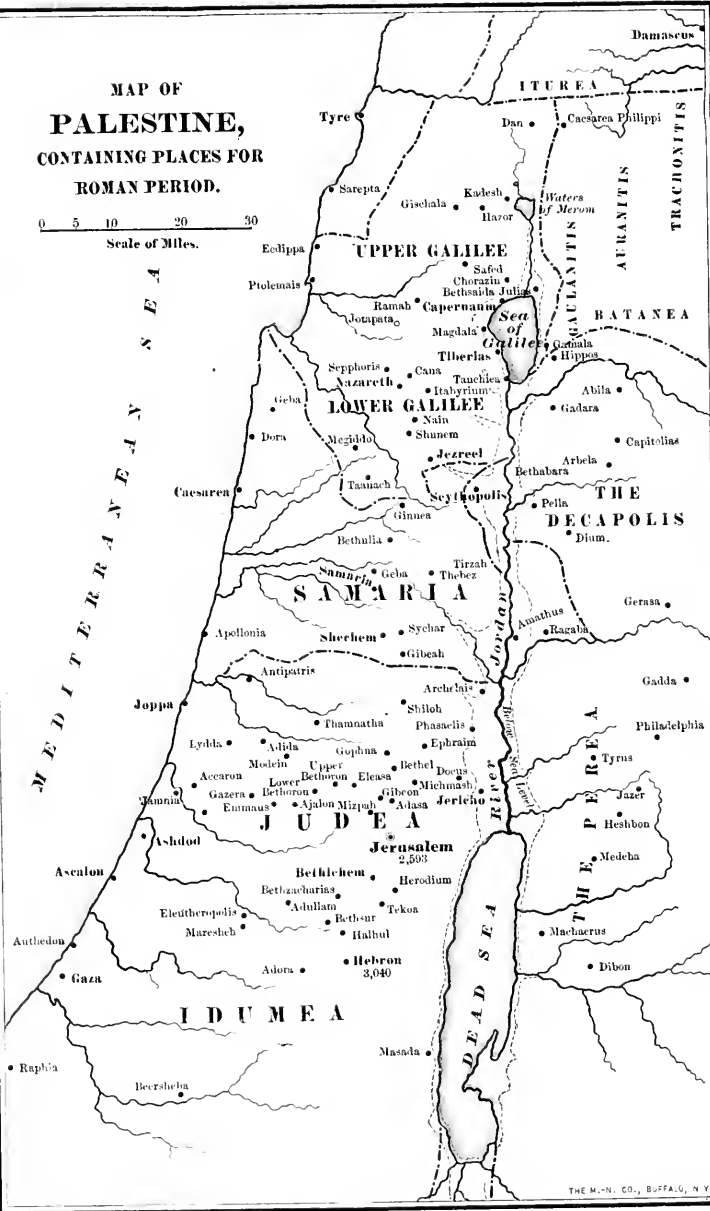 MAP OF
PALESTINE,
CONTAINING PLACES FOR
ROMAN PERIOD.
0 5 10 20 30
Scale of Miles.
Damascus
ITUREA
Tyre
Dan
Caesarea Philippi
TRACHONITIS
AURANITIS
GAULANITIS
Sarepta
Kadesh
Gischala
Hazor
Waters
of Merom
Ecdippa
UPPER GALILEE
Safed
Chorazin
Bethsaida Julias
Ptolemais
Ramah
Capernaum
Jotapata
Sea
of
Galilee
BATANEA
Magdala
Gamala
Hippos
Tiberias
Sepphoris
Cana
Nazareth
Itabyrium
Tauchiea
Abila
Geba
LOWER GALILEE
Gadara
Nain
Shunem
Dora
Megiddo
Capitolias
Jezreel
Arbela
Bethabara
Taanach
Caesarea
Scythopolis
THE
DECAPOLIS
Pella
Ginnea
Dium.
Bethulia
Tirzah
Thebez
Samaria
Geba
SAMARIA
Gerasa
Amathus
Ragaba
Jordan
River
Apollonia
Shechem
Sychar
Gibeah
Antipatris
Archelais
Gadda
Joppa
Shiloh
Thamnatha
Phasaelis
Below
Sea Level
Philadelphia
Lydda
Adida
Modein
Gophna
Ephraim
Tyrus
Upper
Bethoron
Bethel
Docus
Accaron
Lower
Bethoron
Eleasa
Michmash
Jamnia
Gazera
Gibeon
Jericho
Jazer
Emmaus
Ajalon
Mizpah
Adasa
Heshbon
JUDEA
THE PEREA
Ashdod
Jerusalem
2,593
Medeba
Ascalon
Bethlehem
Herodium
Bethzacharias
Adullam
Tekoa
Eleutheropolis
Maresheh
Bethsur
Halhul
Machaerus
Authedon
Gaza
Adora
Hebron
3,040
Dibon
IDUMEA
DEAD SEA
Masada
Raphia
Beersheba
MEDITERRANEAN SEA
THE M.-N. CO., BUFFALO, N Y